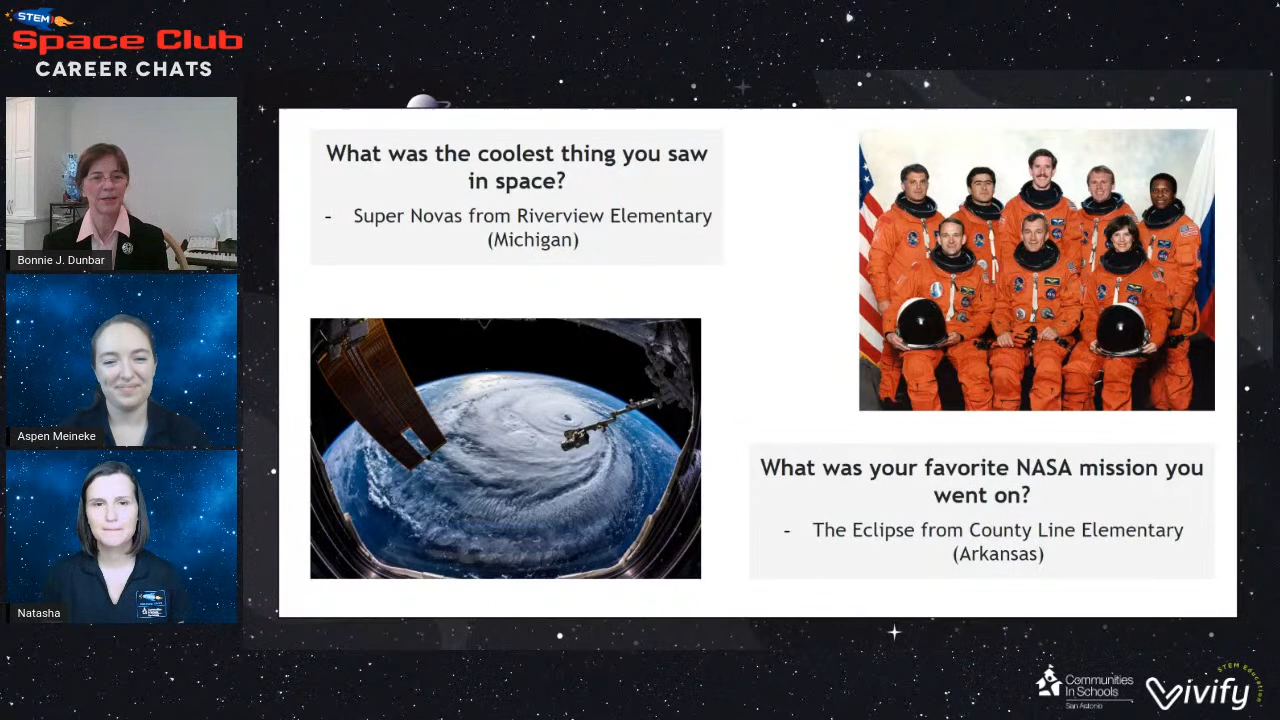 STEM
Space Club
CAREER CHATS
Bonnie J. Dunbar
Aspen Meineke
Natasha
What was the coolest thing you saw
in space?
- Super Novas from Riverview Elementary
(Michigan)
What was your favorite NASA mission you
went on?
- The Eclipse from County Line Elementary
(Arkansas)
Communities
In Schools
San Antonio
Vivify
STEM Education